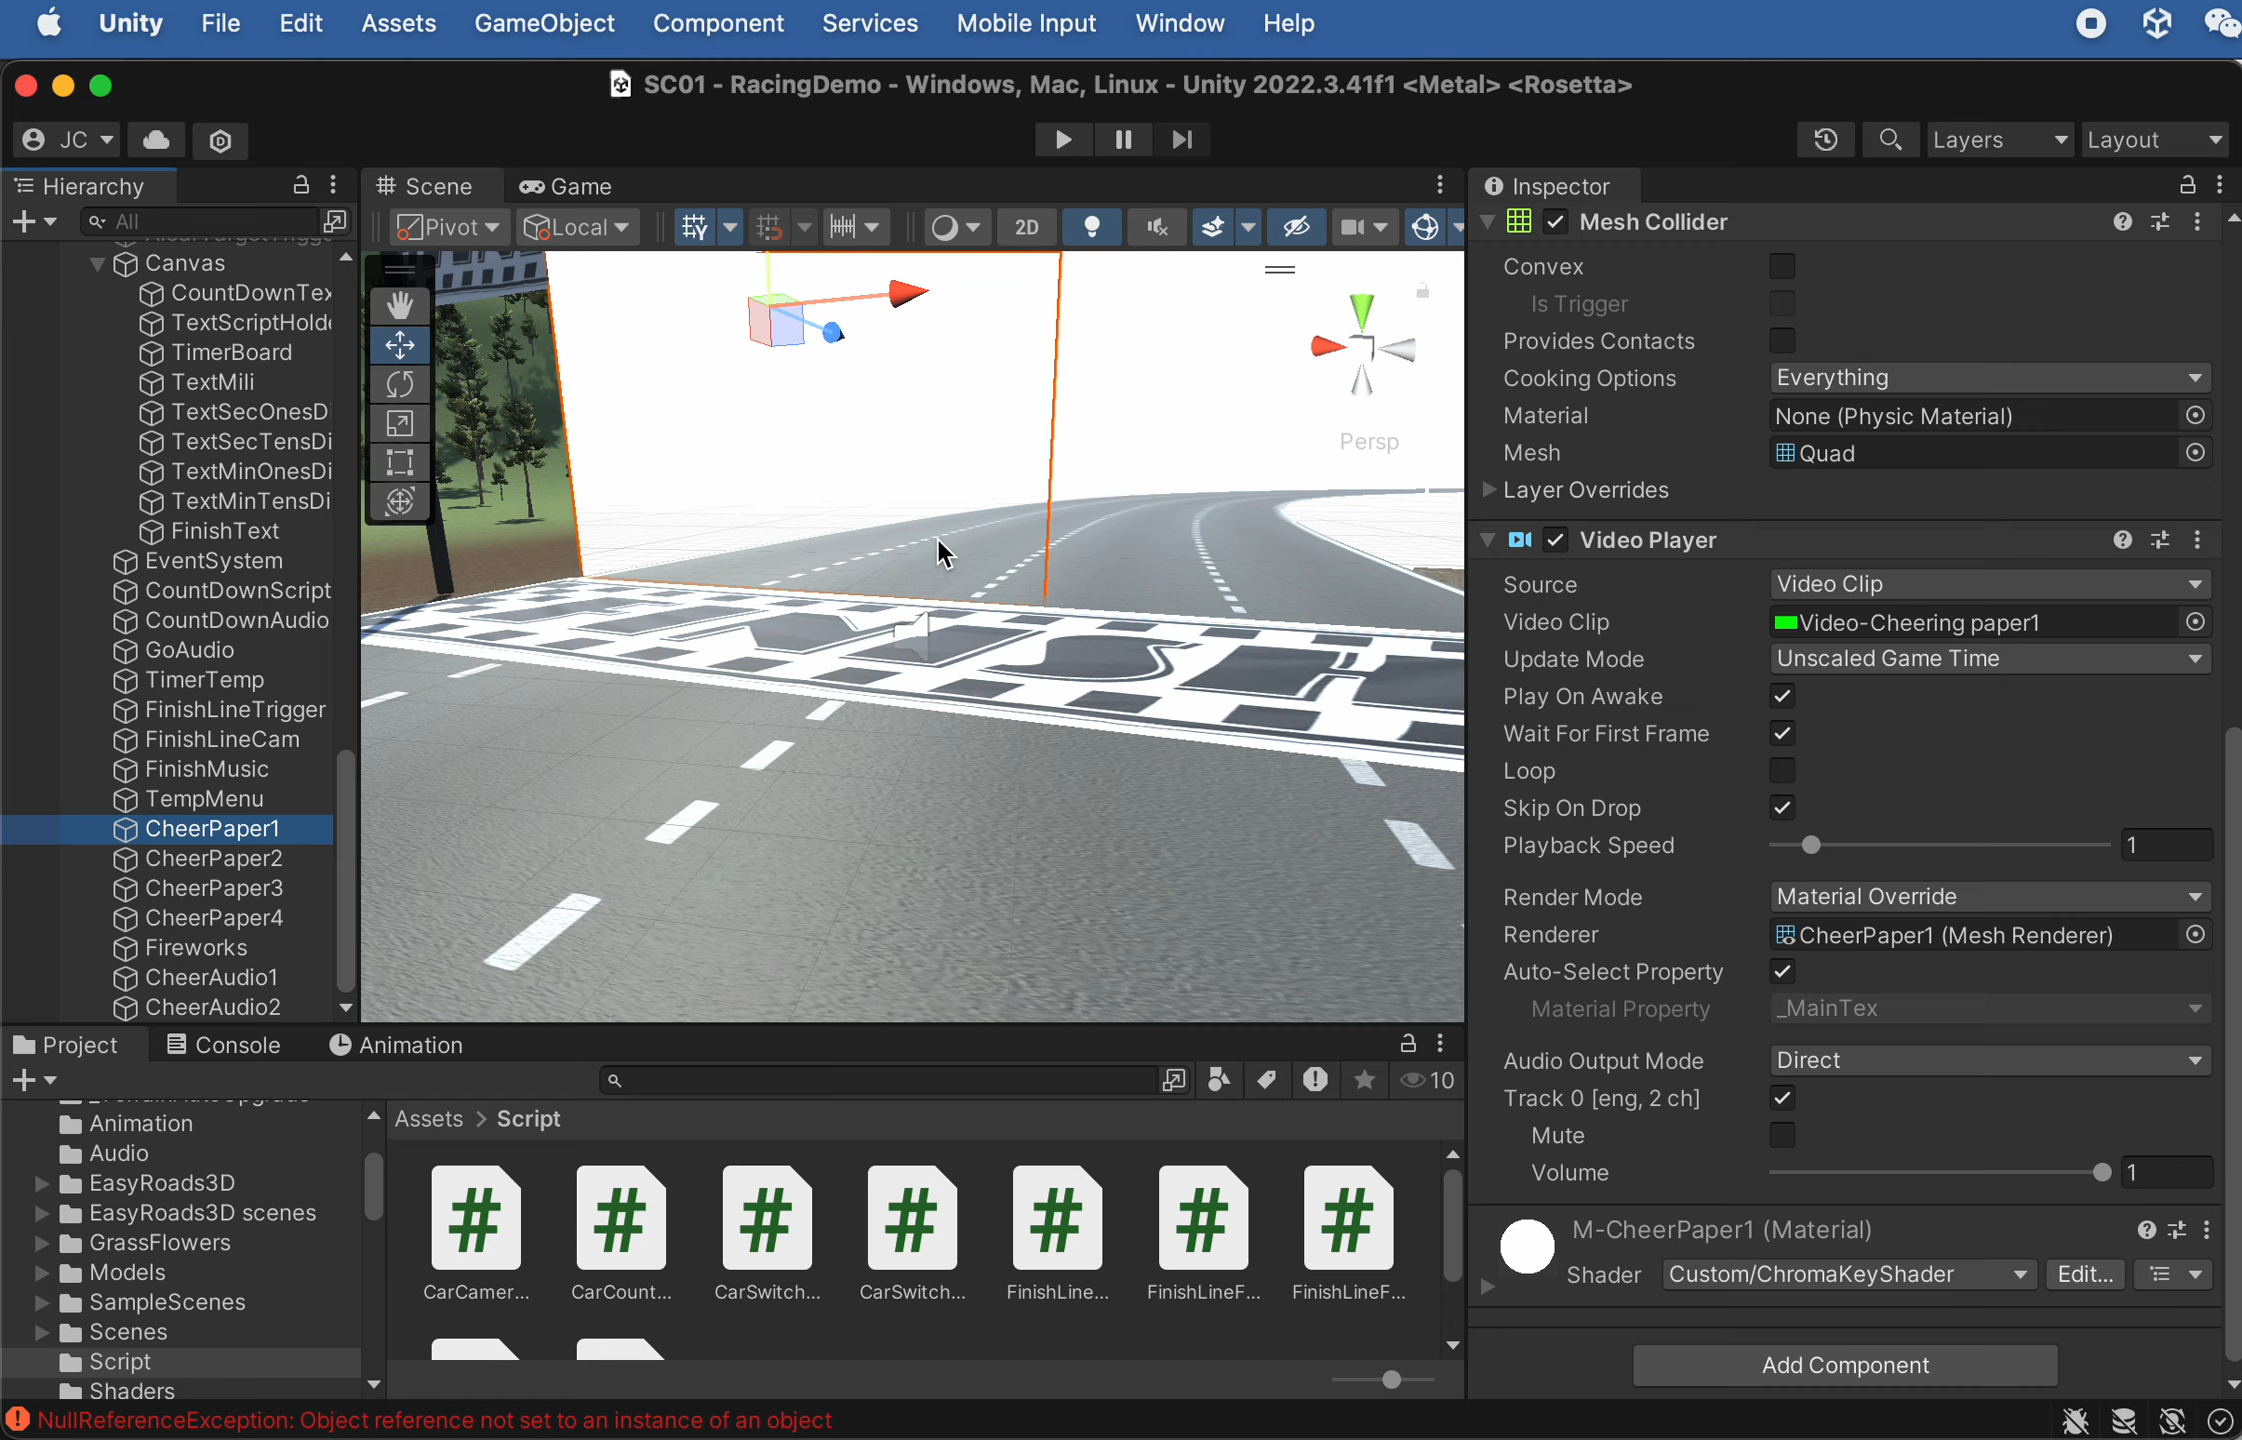 Unity File Edit Assets GameObject Component Services Mobile Input Window Help
SC01 - RacingDemo - Windows, Mac, Linux - Unity 2022.3.41f1 <Metal> <Rosetta>
JC
Layers
Layout
Hierarchy
All
Canvas
CountDownTex
TextScriptHold
TimerBoard
TextMili
TextSecOnesD
TextSecTensDi
TextMinOnesDi
TextMinTensDi
FinishText
EventSystem
CountDownScript
CountDownAudio
GoAudio
TimerTemp
FinishLineTrigger
FinishLineCam
FinishMusic
TempMenu
CheerPaper1
CheerPaper2
CheerPaper3
CheerPaper4
Fireworks
CheerAudio1
CheerAudio2
Scene
Game
Pivot
Local
2D
Persp
Inspector
Mesh Collider
Convex
Is Trigger
Provides Contacts
Cooking Options Everything
Material None (Physic Material)
Mesh Quad
Layer Overrides
Video Player
Source Video Clip
Video Clip Video-Cheering paper1
Update Mode Unscaled Game Time
Play On Awake
Wait For First Frame
Loop
Skip On Drop
Playback Speed 1
Render Mode Material Override
Renderer CheerPaper1 (Mesh Renderer)
Auto-Select Property
Material Property _MainTex
Audio Output Mode Direct
Track 0 [eng, 2 ch]
Mute
Volume 1
M-CheerPaper1 (Material)
Shader Custom/ChromaKeyShader Edit...
Add Component
Project
Console
Animation
10
Animation
Audio
EasyRoads3D
EasyRoads3D scenes
GrassFlowers
Models
SampleScenes
Scenes
Script
Shaders
Assets > Script
CarCamer...
CarCount...
CarSwitch...
CarSwitch...
FinishLine...
FinishLineF...
FinishLineF...
NullReferenceException: Object reference not set to an instance of an object